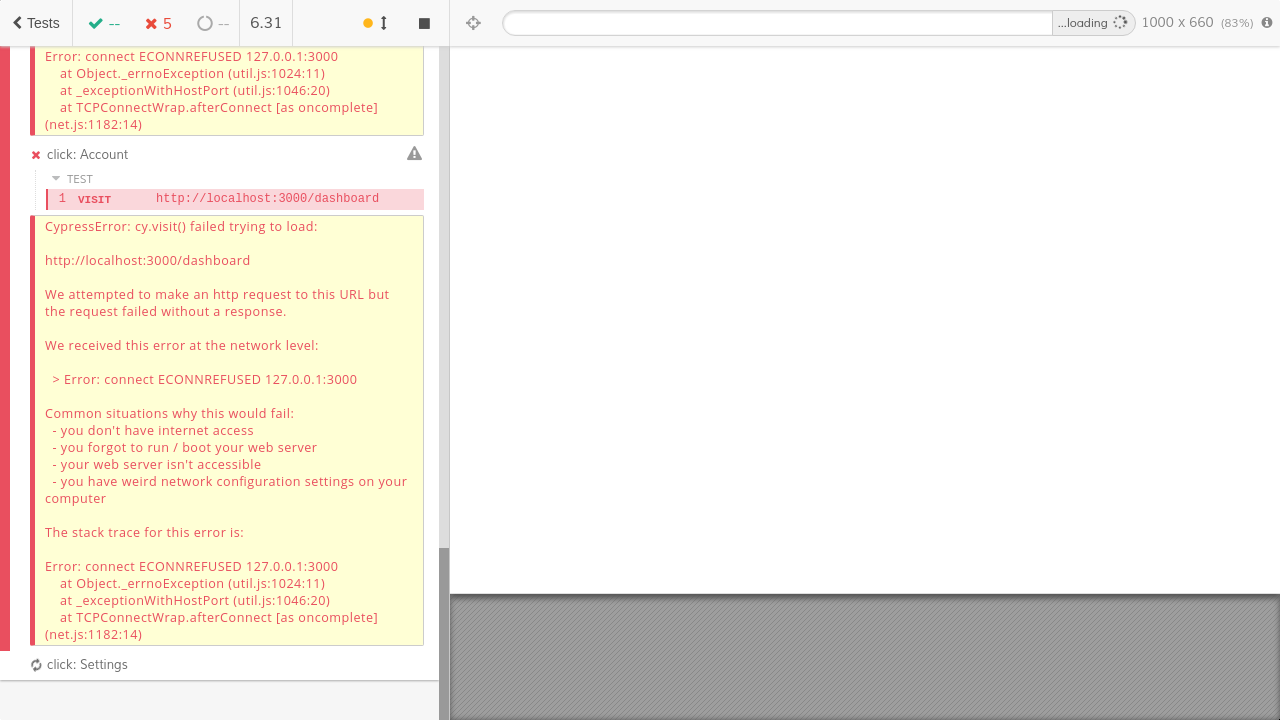 Tests -- 5 -- 6.31 ...loading 1000 x 660 (83%)
Error: connect ECONNREFUSED 127.0.0.1:3000
at Object._errnoException (util.js:1024:11)
at _exceptionWithHostPort (util.js:1046:20)
at TCPConnectWrap.afterConnect [as oncomplete]
(net.js:1182:14)
click: Account
TEST
1 VISIT http://localhost:3000/dashboard
CypressError: cy.visit() failed trying to load:
http://localhost:3000/dashboard
We attempted to make an http request to this URL but
the request failed without a response.
We received this error at the network level:
> Error: connect ECONNREFUSED 127.0.0.1:3000
Common situations why this would fail:
- you don't have internet access
- you forgot to run / boot your web server
- your web server isn't accessible
- you have weird network configuration settings on your
computer
The stack trace for this error is:
Error: connect ECONNREFUSED 127.0.0.1:3000
at Object._errnoException (util.js:1024:11)
at _exceptionWithHostPort (util.js:1046:20)
at TCPConnectWrap.afterConnect [as oncomplete]
(net.js:1182:14)
click: Settings